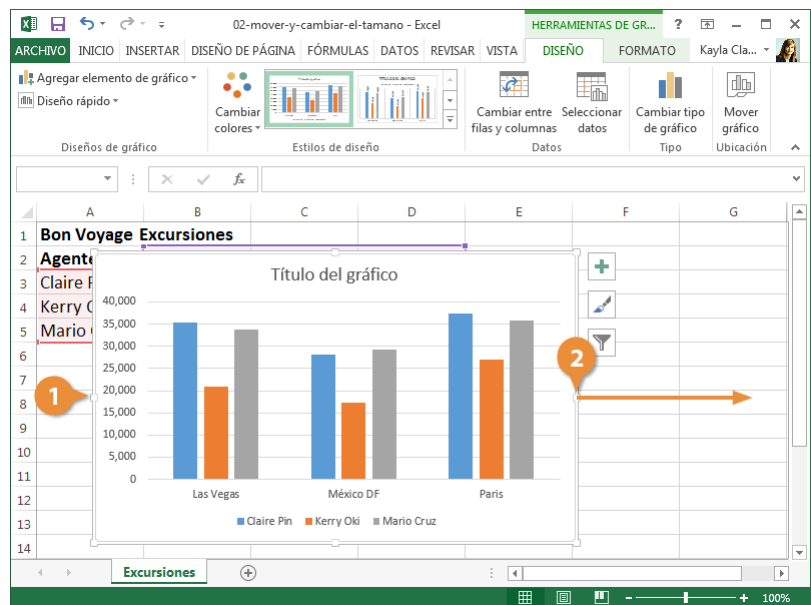 02-mover-y-cambiar-el-tamano - Excel
HERRAMIENTAS DE GR...
?
ARCHIVO INICIO INSERTAR DISEÑO DE PÁGINA FÓRMULAS DATOS REVISAR VISTA DISEÑO FORMATO Kayla Cla...
Agregar elemento de gráfico
Diseño rápido
Cambiar
colores
Cambiar entre
filas y columnas
Seleccionar
datos
Cambiar tipo
de gráfico
Mover
gráfico
Diseños de gráfico
Estilos de diseño
Datos
Tipo
Ubicación
fx
A B C D E F G
1 Bon Voyage Excursiones
2 Agente
3 Claire P
4 Kerry O
5 Mario
6
7
8
9
10
11
12
13
14
Título del gráfico
40,000
35,000
30,000
25,000
20,000
15,000
10,000
5,000
0
Las Vegas México DF Paris
Claire Pin Kerry Oki Mario Cruz
1
2
Excursiones
100%